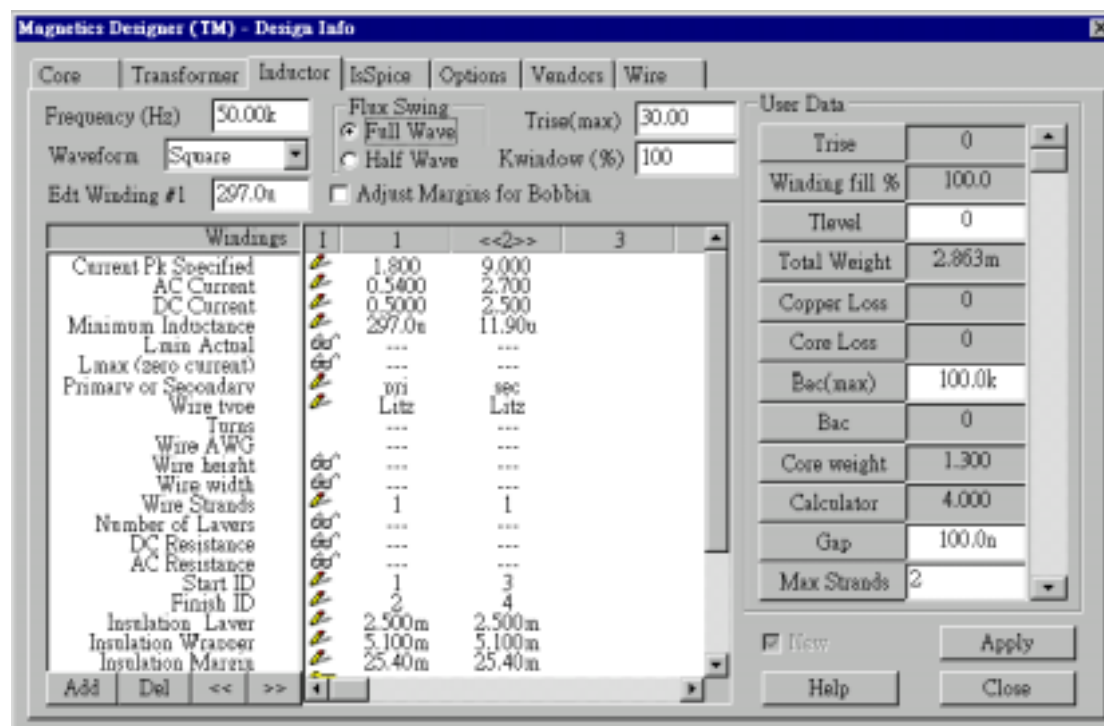 Magnetics Designer (TM) - Design Info
Core Transformer Inductor IsSpice Options Vendors Wire
Frequency (Hz) 50.00k
Waveform Square
Edt Winding #1 297.0u
Flux Swing
Full Wave
Half Wave
Trise(max) 30.00
Kwindow (%) 100
Adjust Margins for Bobbin
Windings 1 1 <<2>> 3
Current Pk Specified 1.800 9.000
AC Current 0.5400 2.700
DC Current 0.5000 2.500
Minimum Inductance 297.0u 11.90u
Lmin Actual --- ---
Lmax (zero current) --- ---
Primary or Secondary pri sec
Wire type Litz Litz
Turns --- ---
Wire AWG --- ---
Wire height --- ---
Wire width --- ---
Wire Strands 1 1
Number of Layers --- ---
DC Resistance --- ---
AC Resistance --- ---
Start ID 1 3
Finish ID 2 4
Insulation Layer 2.500m 2.500m
Insulation Wrapper 5.100m 5.100m
Insulation Margin 25.40m 25.40m
Add Del << >>
User Data
Trise 0
Winding fill % 100.0
Tlevel 0
Total Weight 2.863m
Copper Loss 0
Core Loss 0
Bac(max) 100.0k
Bac 0
Core weight 1.300
Calculator 4.000
Gap 100.0n
Max Strands 2
New Apply
Help Close